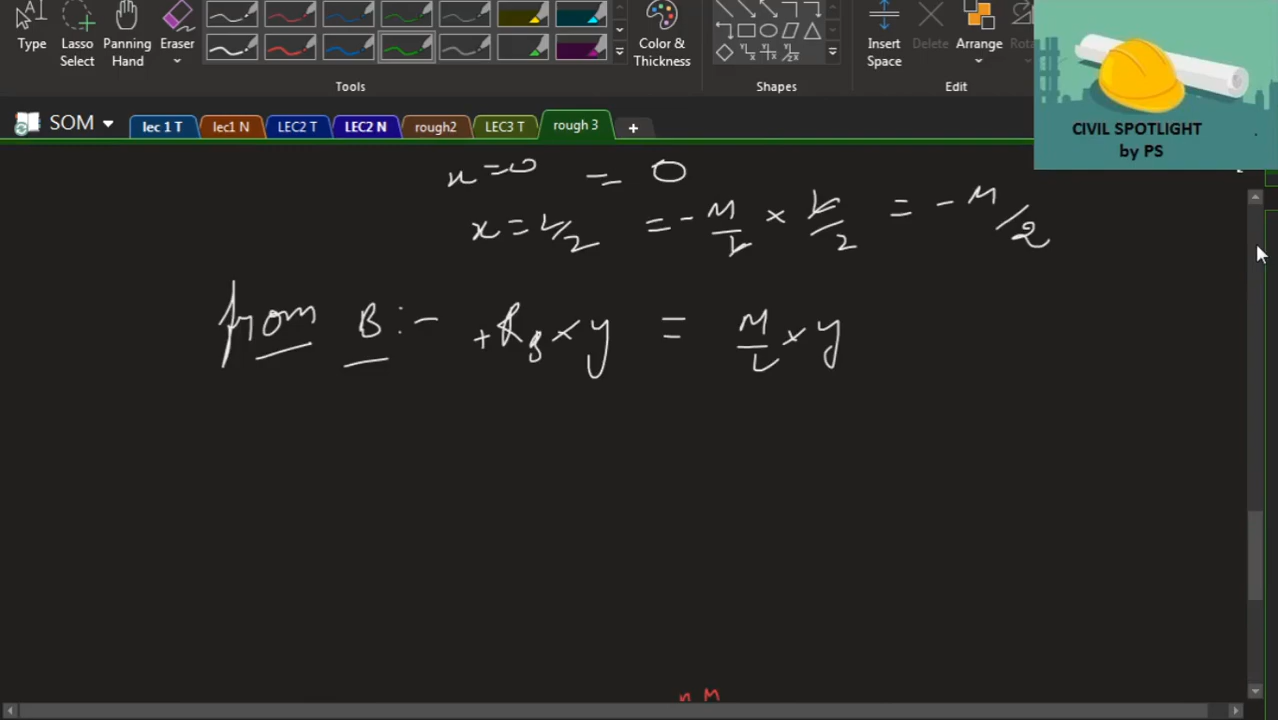 Type
Lasso Select
Panning Hand
Eraser
Color & Thickness
Insert Space
Delete
Arrange
Tools
Shapes
Edit
SOM
lec 1 T
lec1 N
LEC2 T
LEC2 N
rough2
LEC3 T
rough 3
CIVIL SPOTLIGHT
by PS
x=0 = 0
x = L/2 = - M/L × L/2 = - M/2
from B:- +R_B × y = M/L × y
M